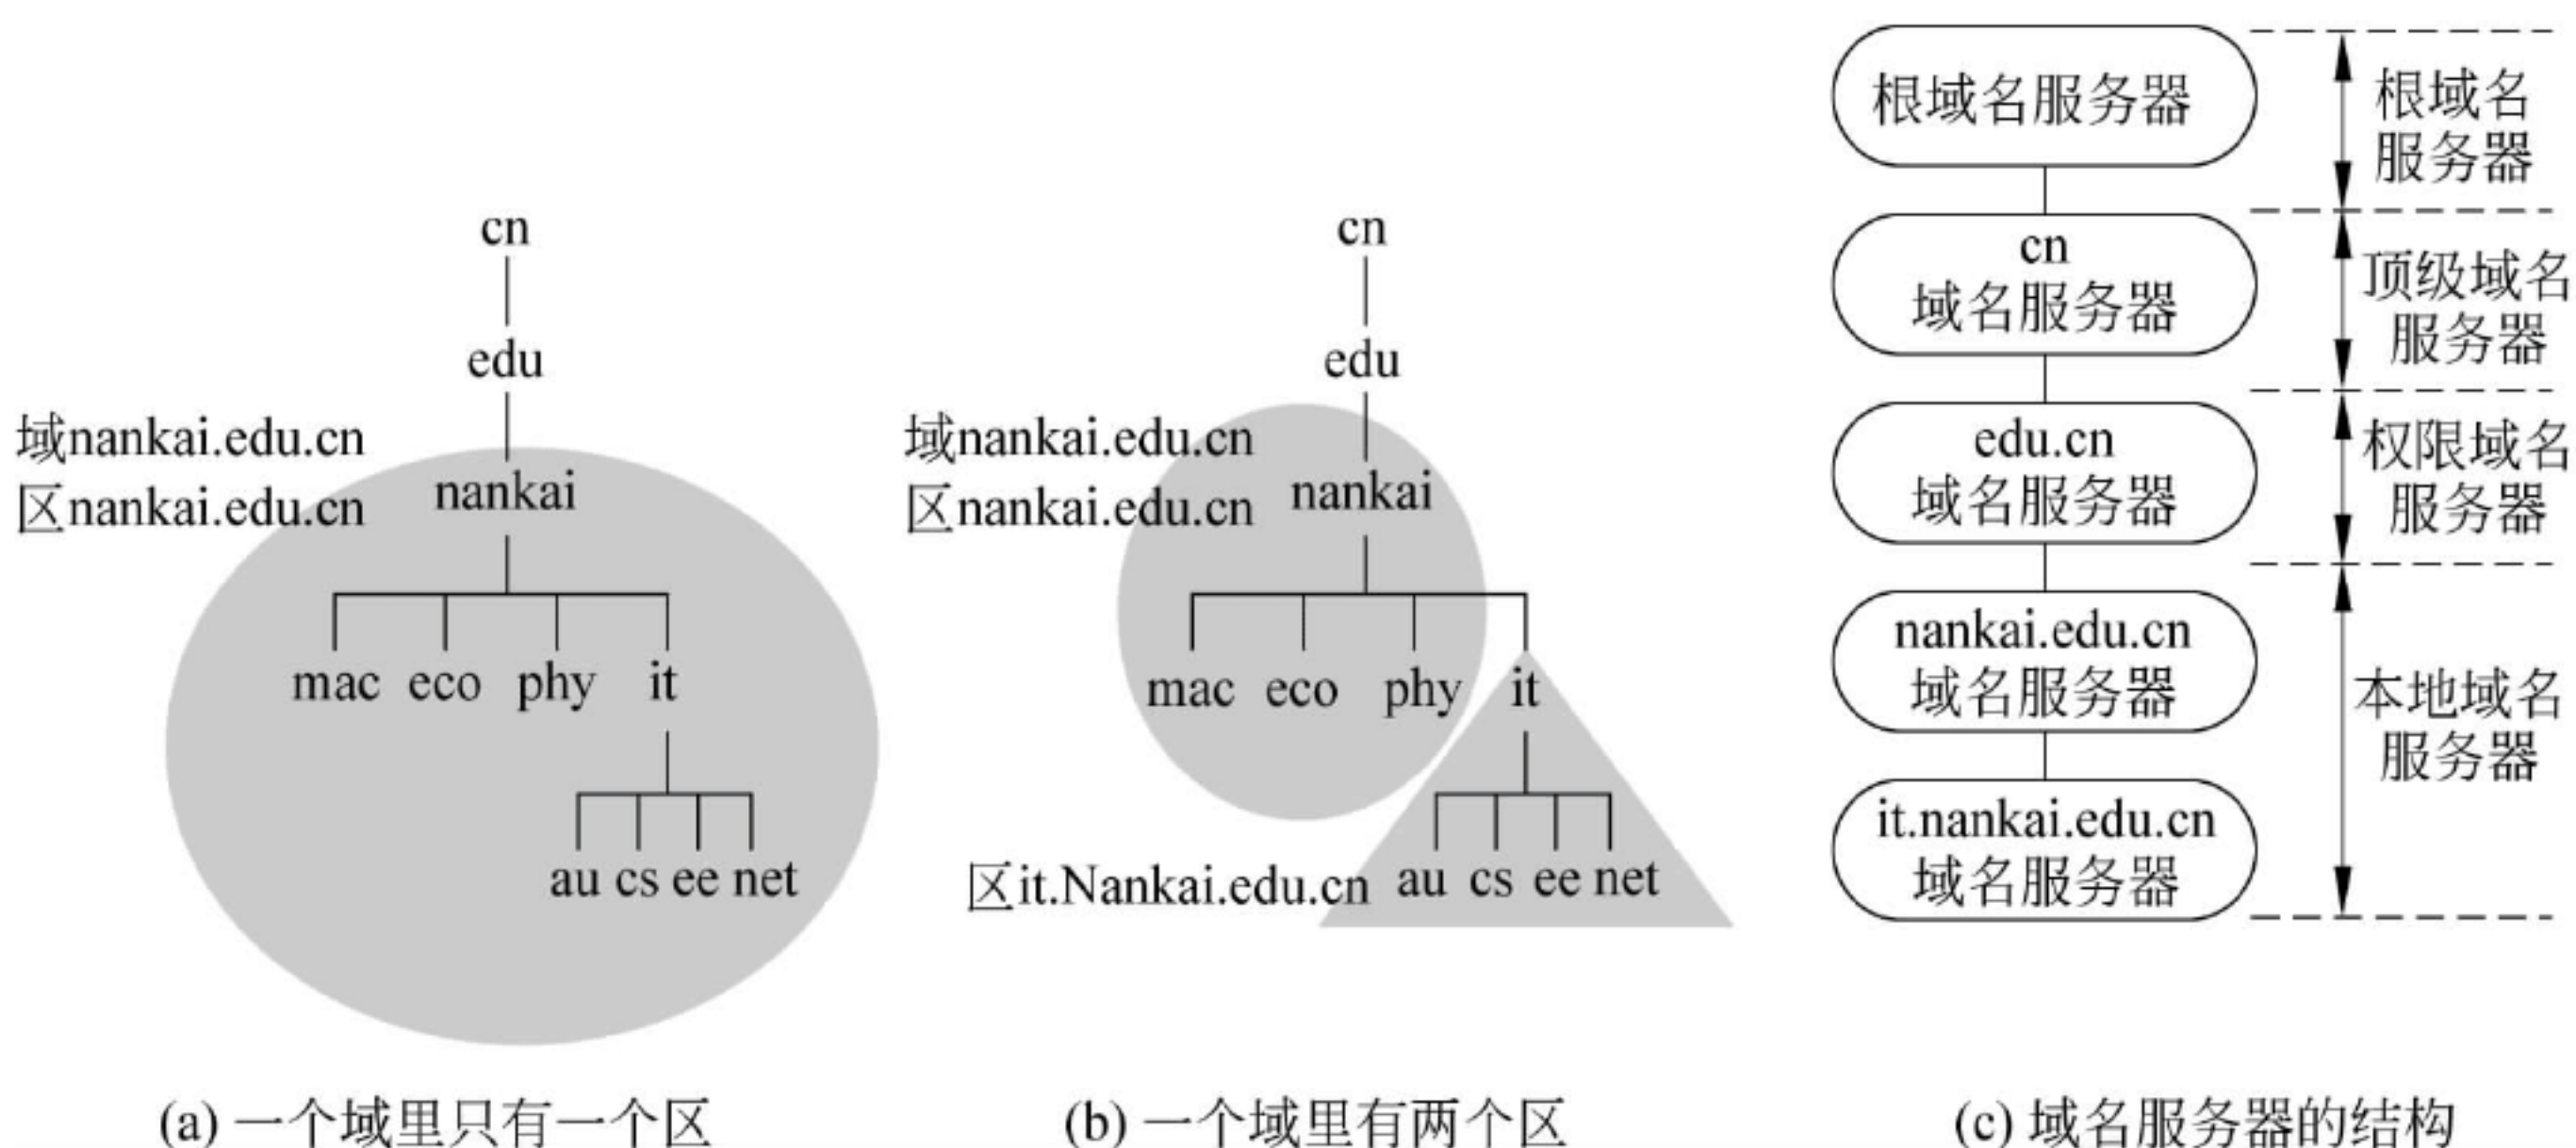 cn
edu
域nankai.edu.cn
区nankai.edu.cn
nankai
mac eco phy it
au cs ee net
(a) 一个域里只有一个区
cn
edu
域nankai.edu.cn
区nankai.edu.cn
nankai
mac eco phy it
区it.Nankai.edu.cn
au cs ee net
(b) 一个域里有两个区
根域名服务器
根域名
服务器
cn
域名服务器
顶级域名
服务器
edu.cn
域名服务器
权限域名
服务器
nankai.edu.cn
域名服务器
it.nankai.edu.cn
域名服务器
本地域名
服务器
(c) 域名服务器的结构